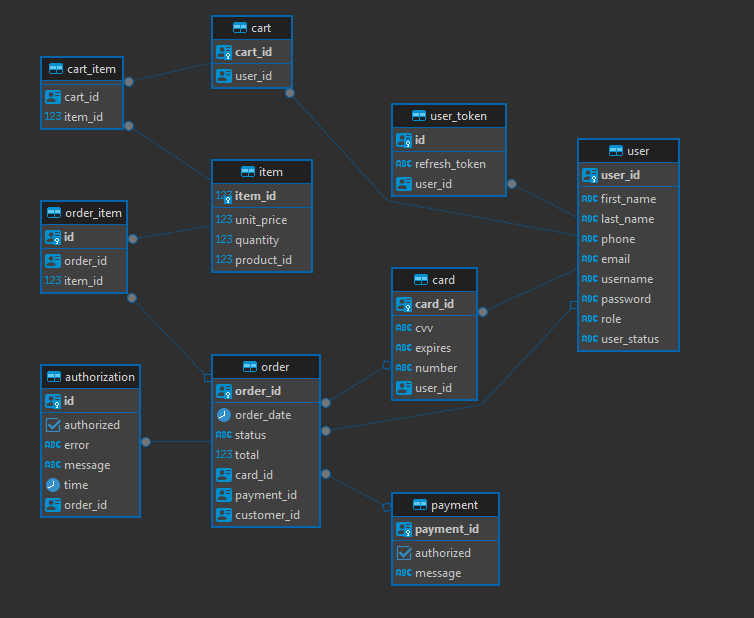 cart
cart_id
user_id
cart_item
cart_id
123 item_id
user_token
id
ABC refresh_token
user_id
user
user_id
ABC first_name
ABC last_name
ABC phone
ABC email
ABC username
ABC password
ABC role
ABC user_status
item
123 item_id
123 unit_price
123 quantity
123 product_id
order_item
id
order_id
123 item_id
card
card_id
ABC cvv
ABC expires
ABC number
user_id
order
order_id
order_date
ABC status
123 total
card_id
payment_id
customer_id
authorization
id
authorized
ABC error
ABC message
time
order_id
payment
payment_id
authorized
ABC message